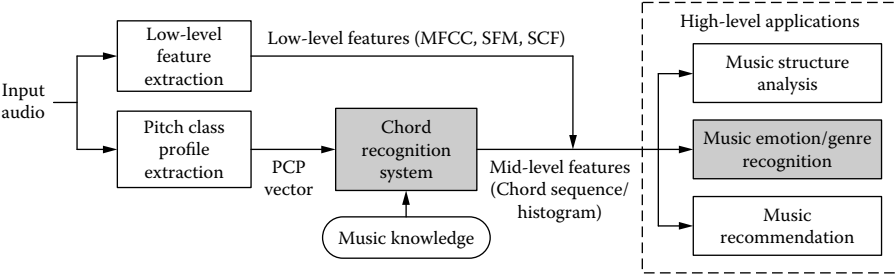 High-level applications
Low-level
feature
extraction
Low-level features (MFCC, SFM, SCF)
Music structure
analysis
Input
audio
Pitch class
profile
extraction
PCP
vector
Chord
recognition
system
Mid-level features
(Chord sequence/
histogram)
Music emotion/genre
recognition
Music knowledge
Music
recommendation